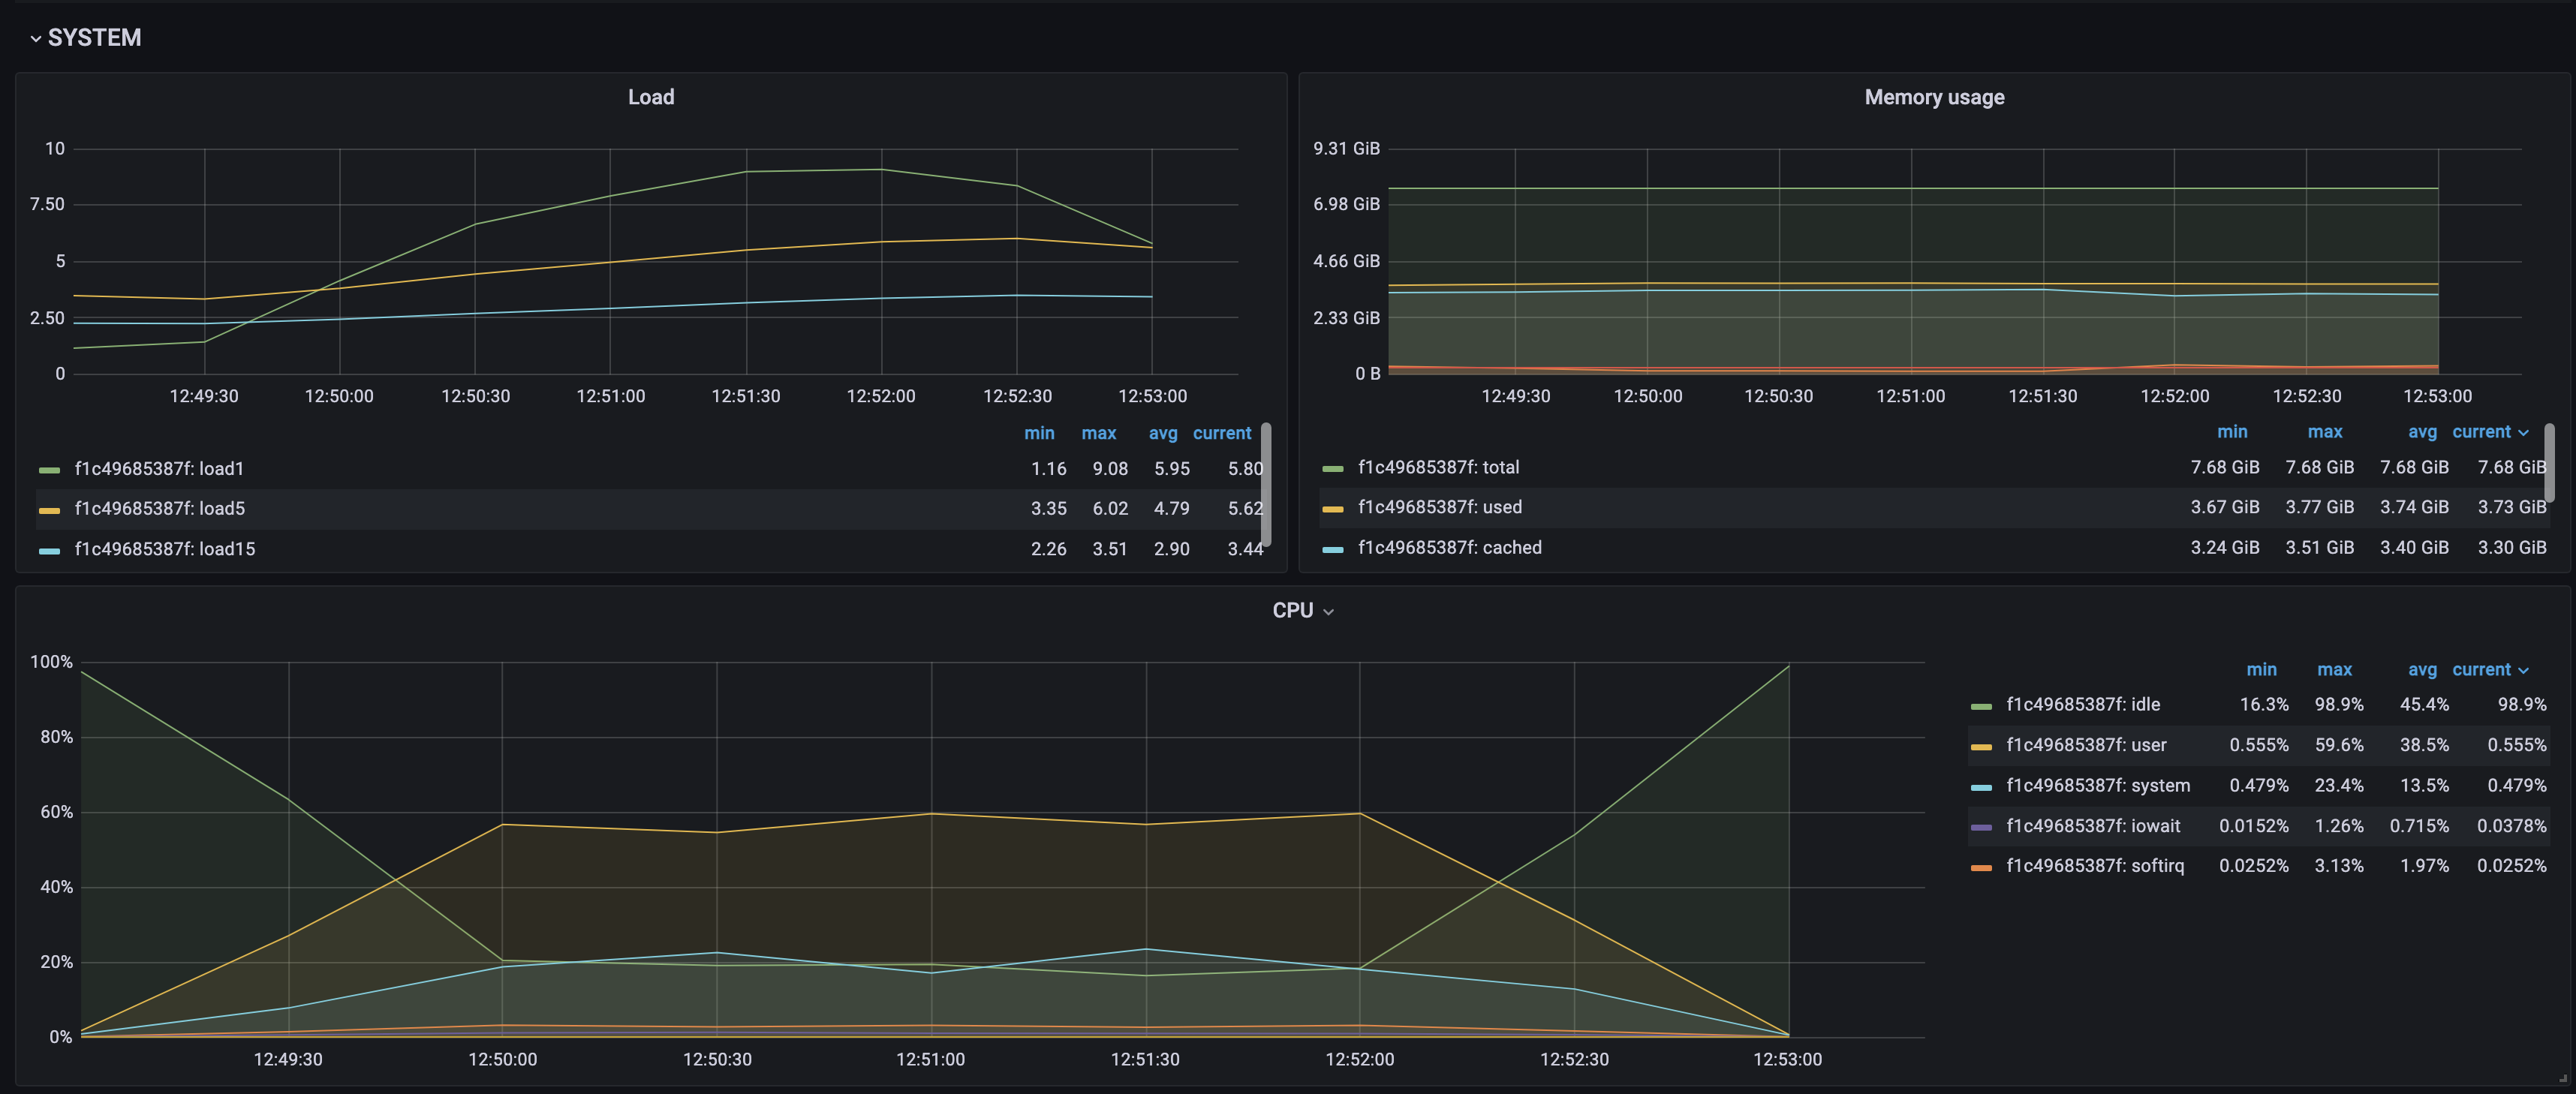 SYSTEM
Load
10
7.50
5
2.50
0
12:49:30 12:50:00 12:50:30 12:51:00 12:51:30 12:52:00 12:52:30 12:53:00
min max avg current
f1c49685387f: load1 1.16 9.08 5.95 5.80
f1c49685387f: load5 3.35 6.02 4.79 5.62
f1c49685387f: load15 2.26 3.51 2.90 3.44
Memory usage
9.31 GiB
6.98 GiB
4.66 GiB
2.33 GiB
0 B
12:49:30 12:50:00 12:50:30 12:51:00 12:51:30 12:52:00 12:52:30 12:53:00
min max avg current
f1c49685387f: total 7.68 GiB 7.68 GiB 7.68 GiB 7.68 GiB
f1c49685387f: used 3.67 GiB 3.77 GiB 3.74 GiB 3.73 GiB
f1c49685387f: cached 3.24 GiB 3.51 GiB 3.40 GiB 3.30 GiB
CPU
100%
80%
60%
40%
20%
0%
12:49:30 12:50:00 12:50:30 12:51:00 12:51:30 12:52:00 12:52:30 12:53:00
min max avg current
f1c49685387f: idle 16.3% 98.9% 45.4% 98.9%
f1c49685387f: user 0.555% 59.6% 38.5% 0.555%
f1c49685387f: system 0.479% 23.4% 13.5% 0.479%
f1c49685387f: iowait 0.0152% 1.26% 0.715% 0.0378%
f1c49685387f: softirq 0.0252% 3.13% 1.97% 0.0252%